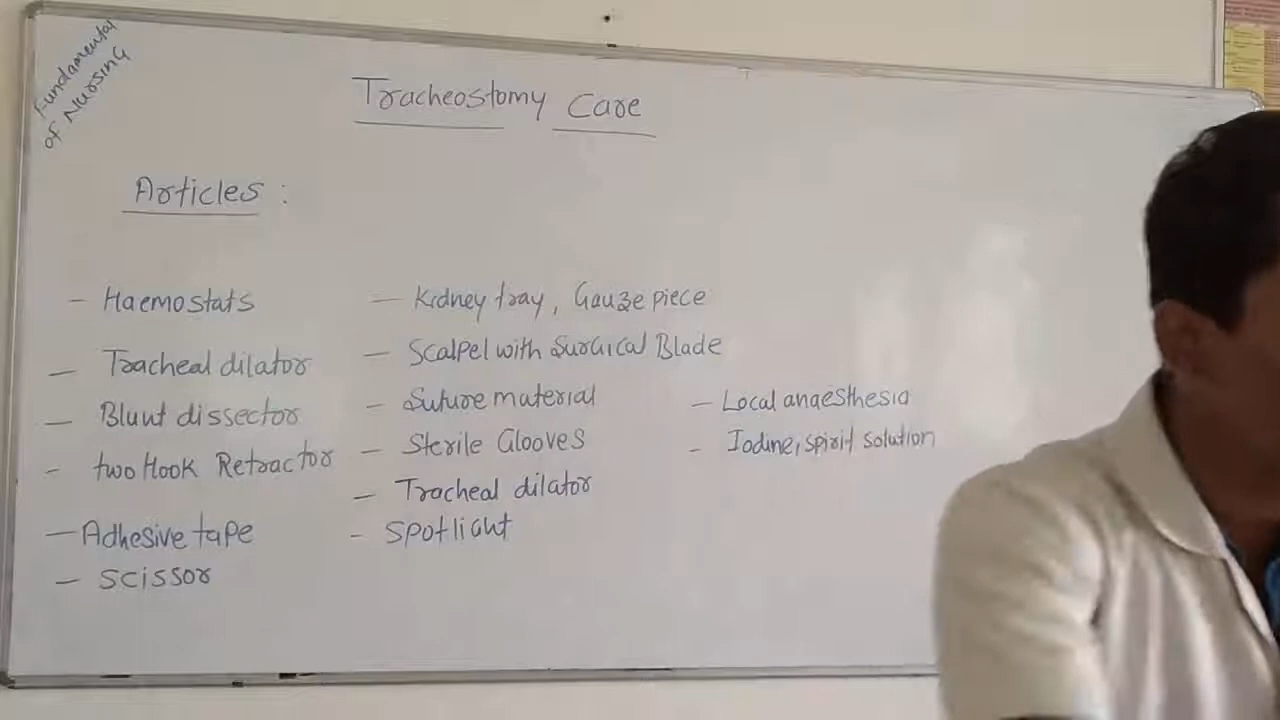 Fundamental
of Nursing
Tracheostomy Care
Articles :
- Haemostats
- Tracheal dilator
- Blunt dissector
- two Hook Retractor
- Adhesive tape
- Scissor
- Kidney tray, Gauze piece
- Scalpel with Surgical Blade
- Suture material
- Sterile Glooves
- Tracheal dilator
- Spotlight
- Local anaesthesia
- Iodine, spirit solution